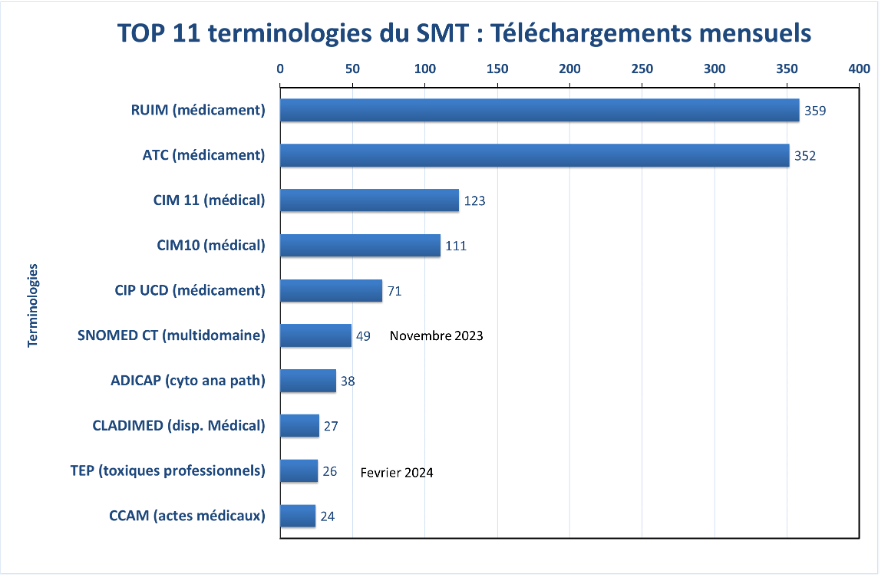 TOP 11 terminologies du SMT : Téléchargements mensuels
0 50 100 150 200 250 300 350 400
RUIM (médicament) 359
ATC (médicament) 352
CIM 11 (médical) 123
CIM10 (médical) 111
CIP UCD (médicament) 71
Terminologies
SNOMED CT (multidomaine) 49 Novembre 2023
ADICAP (cyto ana path) 38
CLADIMED (disp. Médical) 27
TEP (toxiques professionnels) 26 Fevrier 2024
CCAM (actes médicaux) 24